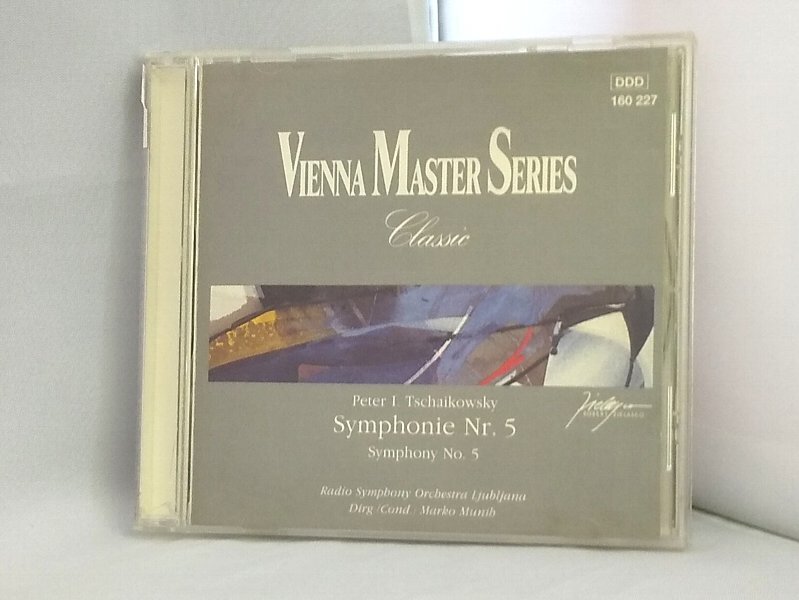 DDD
160 227
VIENNA MASTER SERIES
Classic
Peter I. Tschaikowsky
Symphonie Nr. 5
Symphony No. 5
Radio Symphony Orchestra Ljubljana
Dirg /Cond / Marko Munih